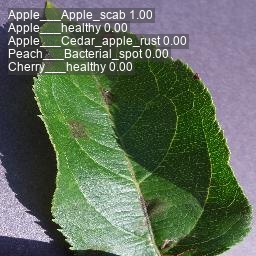 Apple___Apple_scab 1.00
Apple___healthy 0.00
Apple___Cedar_apple_rust 0.00
Peach___Bacterial_spot 0.00
Cherry___healthy 0.00